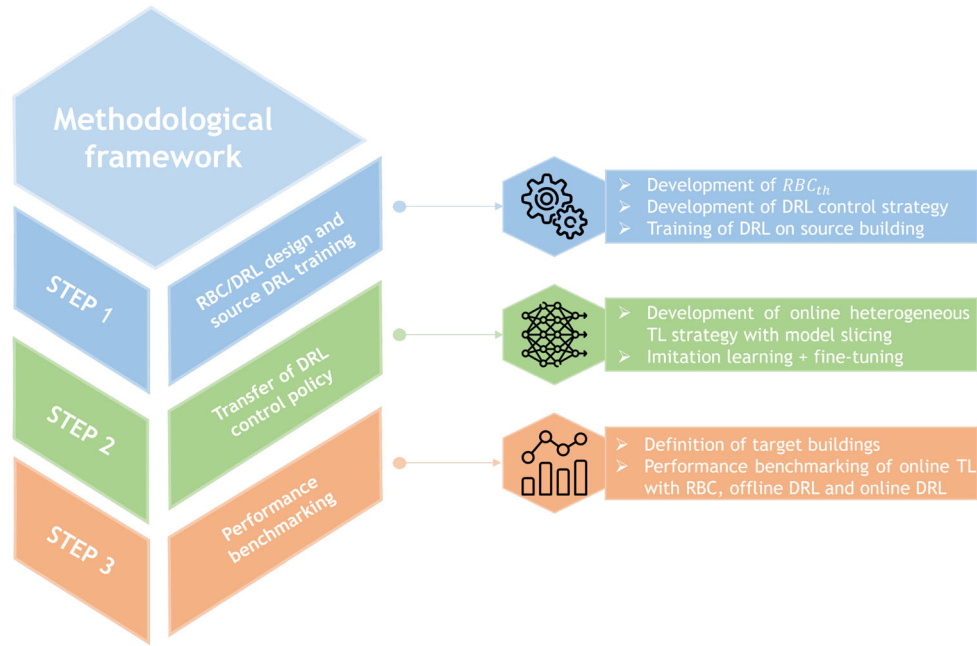 Methodological
framework
STEP 1
RBC/DRL design and
source DRL training
➢ Development of RBC_th
➢ Development of DRL control strategy
➢ Training of DRL on source building
STEP 2
Transfer of DRL
control policy
➢ Development of online heterogeneous
TL strategy with model slicing
➢ Imitation learning + fine-tuning
STEP 3
Performance
benchmarking
➢ Definition of target buildings
➢ Performance benchmarking of online TL
with RBC, offline DRL and online DRL